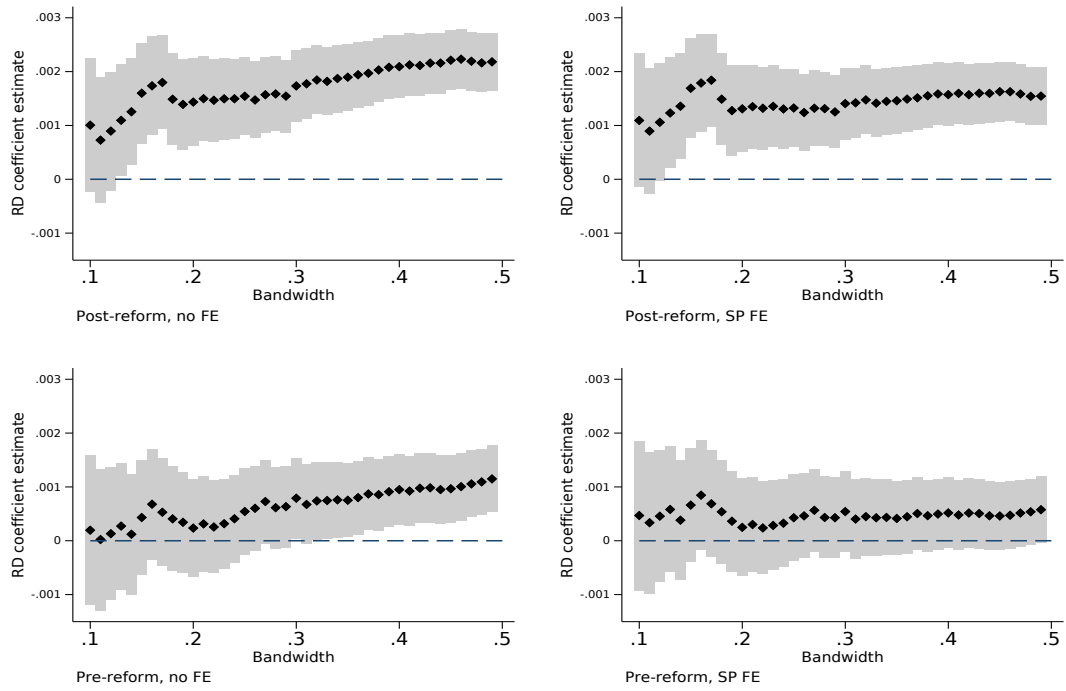 RD coefficient estimate
.003
.002
.001
0
-.001
.1 .2 .3 .4 .5
Bandwidth
Post-reform, no FE
RD coefficient estimate
.003
.002
.001
0
-.001
.1 .2 .3 .4 .5
Bandwidth
Post-reform, SP FE
RD coefficient estimate
.003
.002
.001
0
-.001
.1 .2 .3 .4 .5
Bandwidth
Pre-reform, no FE
RD coefficient estimate
.003
.002
.001
0
-.001
.1 .2 .3 .4 .5
Bandwidth
Pre-reform, SP FE